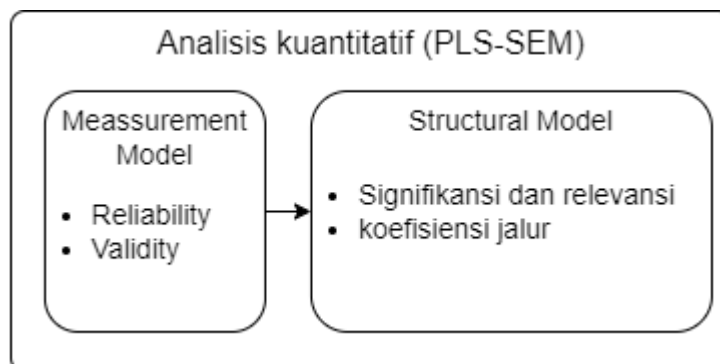 Analisis kuantitatif (PLS-SEM)
Meassurement
Model
• Reliability
• Validity
Structural Model
• Signifikansi dan relevansi
• koefisiensi jalur